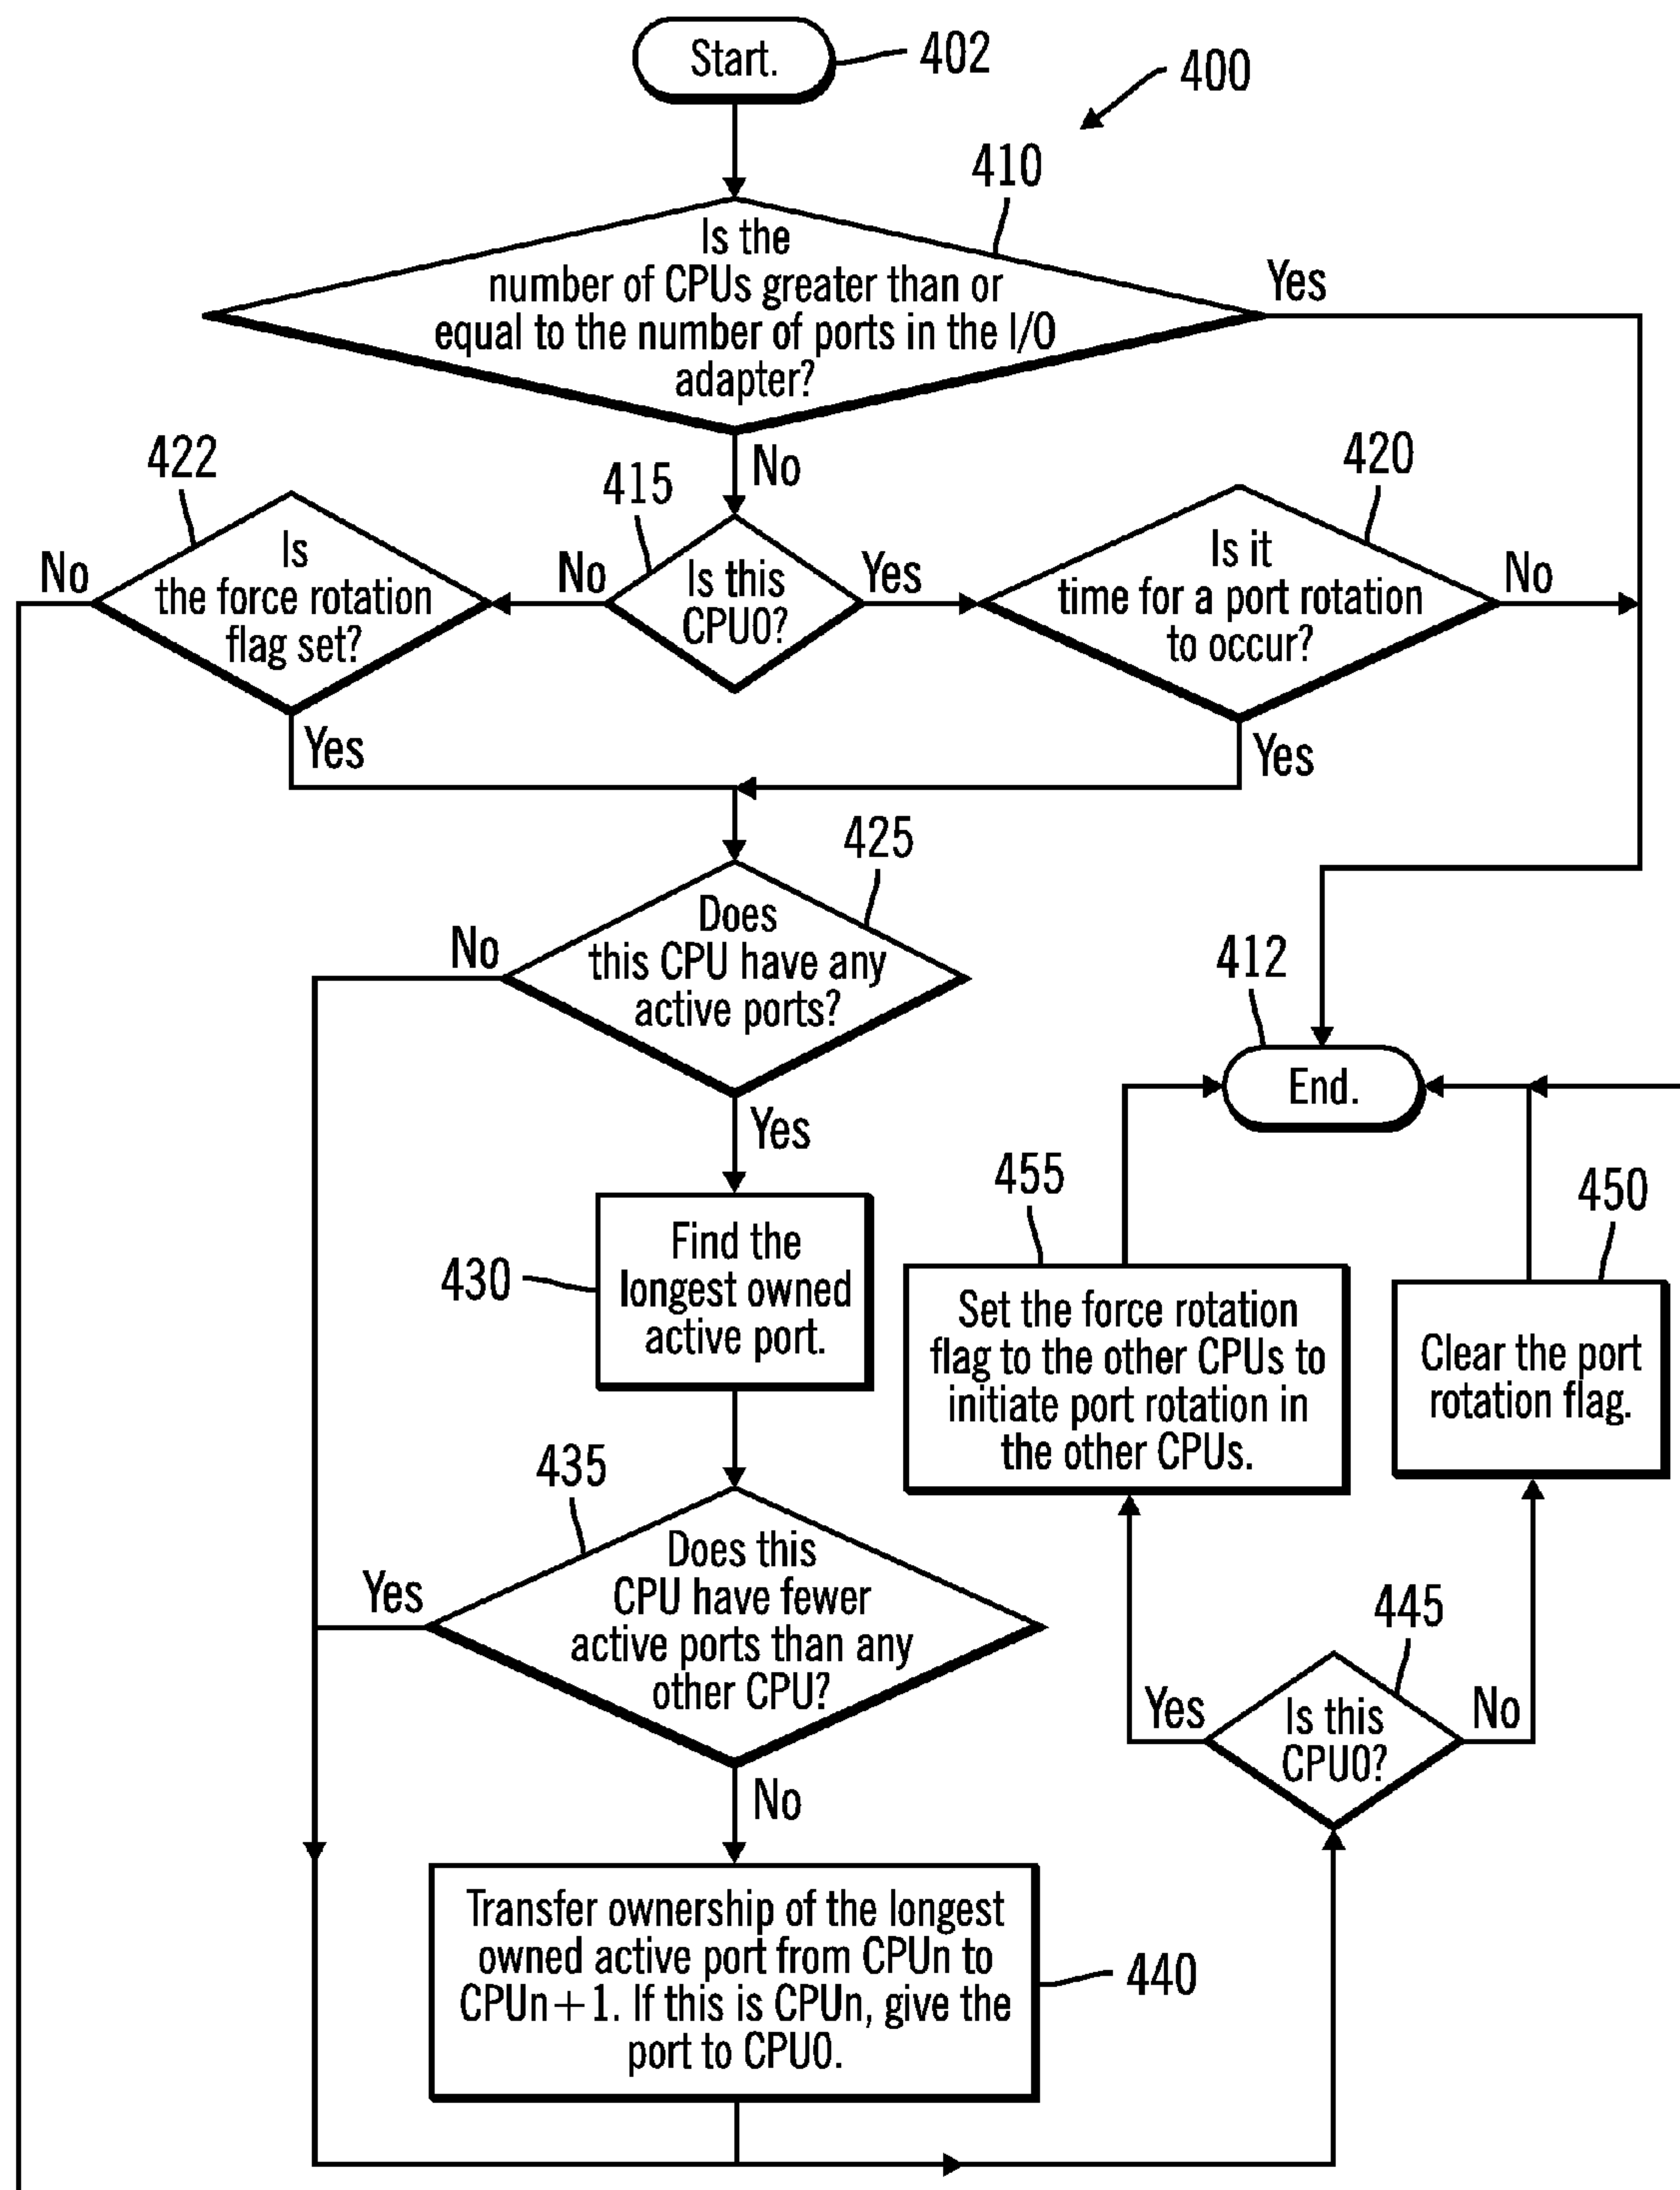 Start.
402
400
410
Is the
number of CPUs greater than or
equal to the number of ports in the I/O
adapter?
Yes
No
422
415
420
Is
the force rotation
flag set?
No
No
Is this
CPU0?
Yes
Is it
time for a port rotation
to occur?
No
Yes
Yes
425
Does
this CPU have any
active ports?
No
Yes
412
End.
430
Find the
longest owned
active port.
455
Set the force rotation
flag to the other CPUs to
initiate port rotation in
the other CPUs.
450
Clear the port
rotation flag.
435
Does this
CPU have fewer
active ports than any
other CPU?
Yes
No
445
Is this
CPU0?
Yes
No
Transfer ownership of the longest
owned active port from CPUn to
CPUn+1. If this is CPUn, give the
port to CPU0.
440